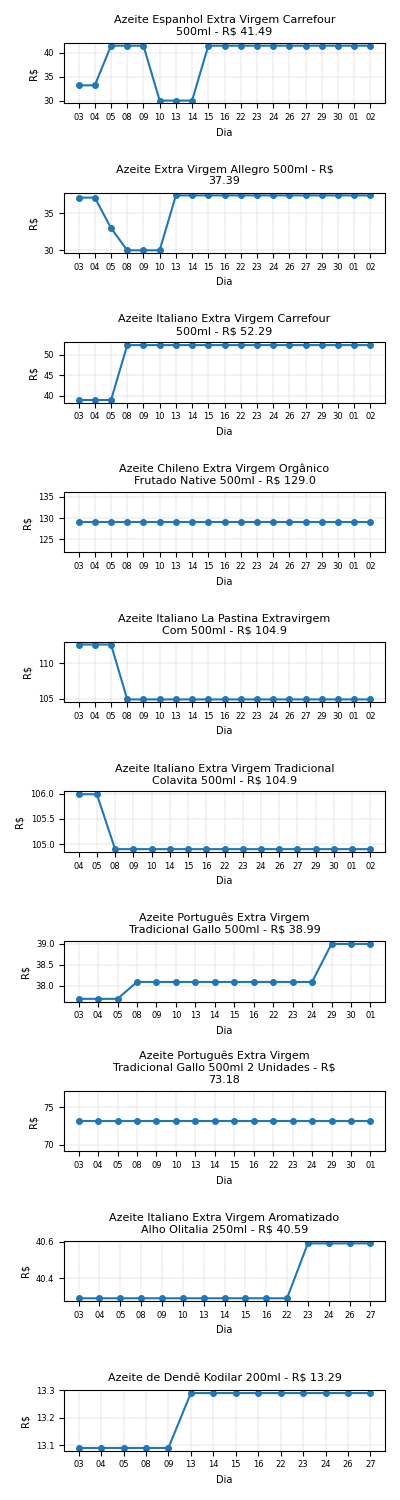 Azeite Espanhol Extra Virgem Carrefour
500ml - R$ 41.49
40
35
30
R$
03 04 05 08 09 10 13 14 15 16 22 23 24 26 27 29 30 01 02
Dia
Azeite Extra Virgem Allegro 500ml - R$
37.39
35
30
R$
03 04 05 08 09 10 13 14 15 16 22 23 24 26 27 29 30 01 02
Dia
Azeite Italiano Extra Virgem Carrefour
500ml - R$ 52.29
50
45
40
R$
03 04 05 08 09 10 13 14 15 16 22 23 24 26 27 29 30 01 02
Dia
Azeite Chileno Extra Virgem Orgânico
Frutado Native 500ml - R$ 129.0
135
130
125
R$
03 04 05 08 09 10 13 14 15 16 22 23 24 26 27 29 30 01 02
Dia
Azeite Italiano La Pastina Extravirgem
Com 500ml - R$ 104.9
110
105
R$
03 04 05 08 09 10 13 14 15 16 22 23 24 26 27 29 30 01 02
Dia
Azeite Italiano Extra Virgem Tradicional
Colavita 500ml - R$ 104.9
106.0
105.5
105.0
R$
04 05 08 09 10 14 15 16 22 23 24 26 27 29 30 01 02
Dia
Azeite Português Extra Virgem
Tradicional Gallo 500ml - R$ 38.99
39.0
38.5
38.0
R$
03 04 05 08 09 10 13 14 15 16 22 23 24 29 30 01
Dia
Azeite Português Extra Virgem
Tradicional Gallo 500ml 2 Unidades - R$
73.18
75
70
R$
03 04 05 08 09 10 13 14 15 16 22 23 24 29 30 01
Dia
Azeite Italiano Extra Virgem Aromatizado
Alho Olitalia 250ml - R$ 40.59
40.6
40.4
R$
03 04 05 08 09 10 13 14 15 16 22 23 24 26 27
Dia
Azeite de Dendê Kodilar 200ml - R$ 13.29
13.3
13.2
13.1
R$
03 04 05 08 09 13 14 15 16 22 23 24 26 27
Dia